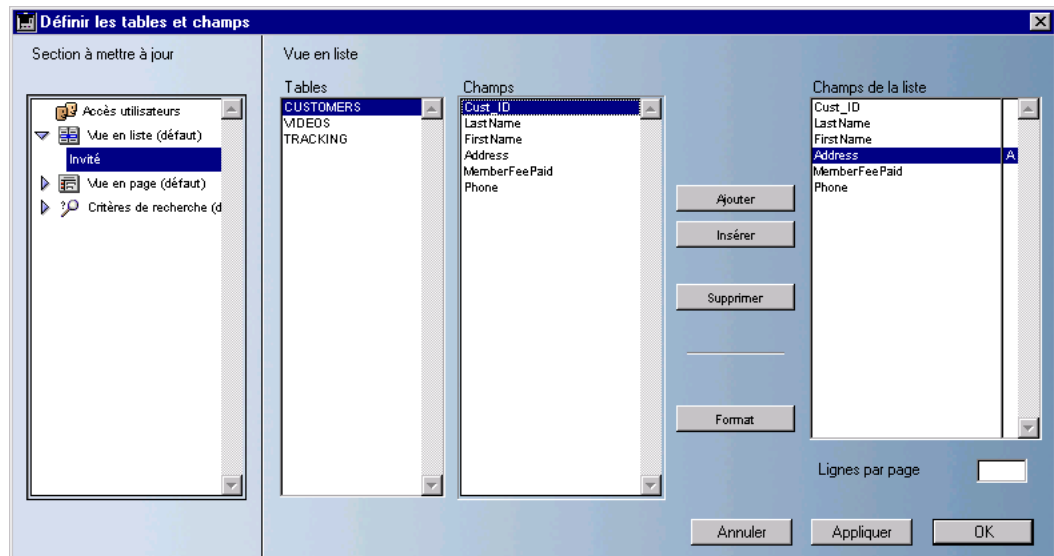 Définir les tables et champs
Section à mettre à jour
Accès utilisateurs
Vue en liste (défaut)
Invité
Vue en page (défaut)
Critères de recherche (d
Vue en liste
Tables
CUSTOMERS
VIDEOS
TRACKING
Champs
Cust_ID
LastName
FirstName
Address
MemberFeePaid
Phone
Ajouter
Insérer
Supprimer
Format
Champs de la liste
Cust_ID
LastName
FirstName
Address A
MemberFeePaid
Phone
Lignes par page
Annuler
Appliquer
OK